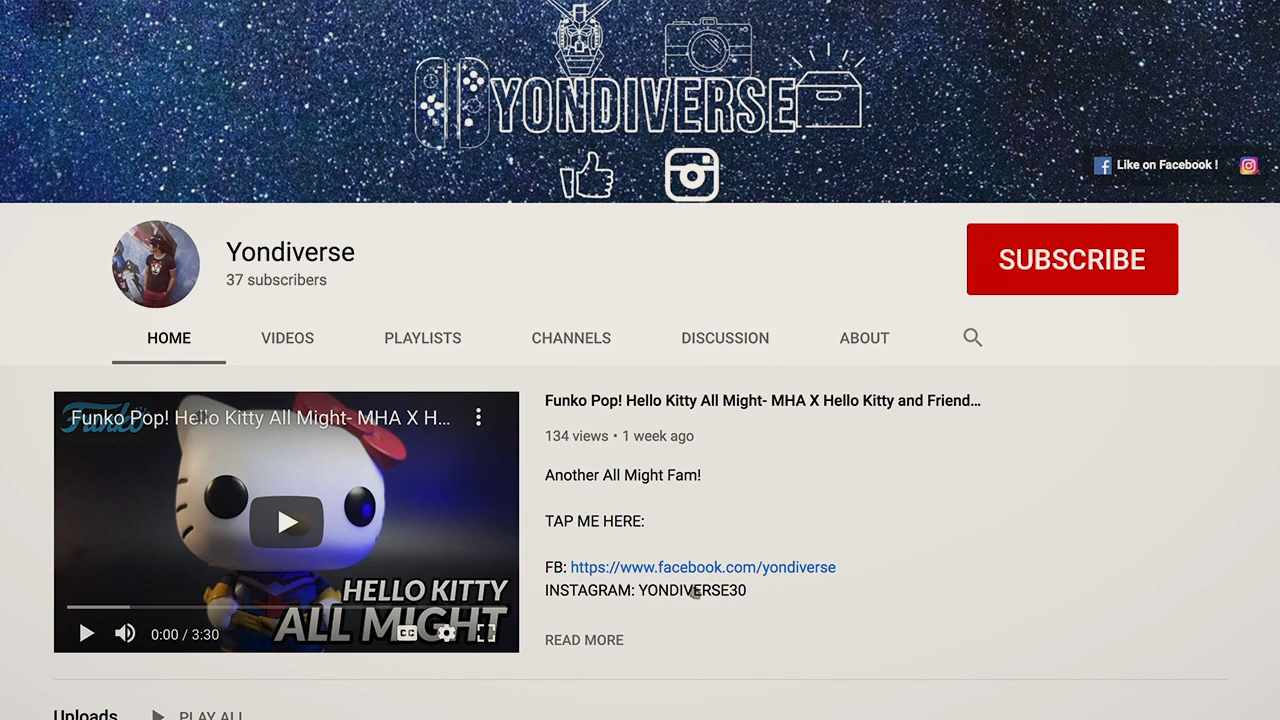 YONDIVERSE
Like on Facebook !
Yondiverse
37 subscribers
SUBSCRIBE
HOME VIDEOS PLAYLISTS CHANNELS DISCUSSION ABOUT
Funko
Funko Pop! Hello Kitty All Might- MHA X H...
HELLO KITTY
ALL MIGHT
CC
0:00 / 3:30
Funko Pop! Hello Kitty All Might- MHA X Hello Kitty and Friend...
134 views • 1 week ago
Another All Might Fam!
TAP ME HERE:
FB: https://www.facebook.com/yondiverse
INSTAGRAM: YONDIVERSE30
READ MORE
Uploads PLAY ALL